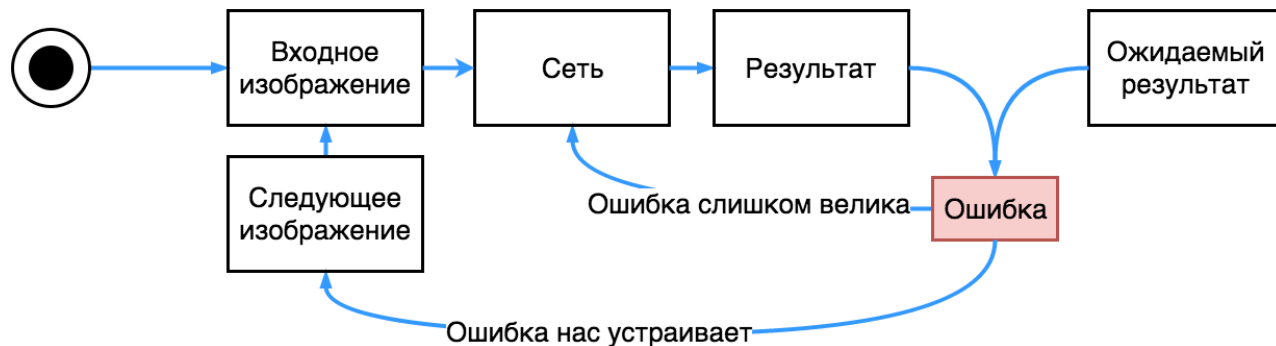 Входное
изображение
Сеть
Результат
Ожидаемый
результат
Следующее
изображение
Ошибка слишком велика
Ошибка
Ошибка нас устраивает